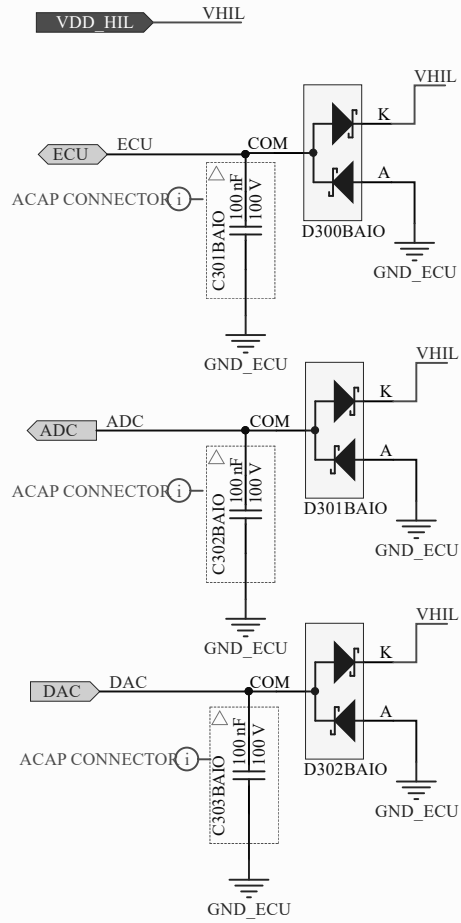 VDD_HIL VHIL
VHIL
K
ECU ECU COM
A
ACAP CONNECTOR i
C301BAIO
100 nF
100 V
D300BAIO
GND_ECU
GND_ECU
VHIL
K
ADC ADC COM
A
ACAP CONNECTOR i
C302BAIO
100 nF
100 V
D301BAIO
GND_ECU
GND_ECU
VHIL
K
DAC DAC COM
A
ACAP CONNECTOR i
C303BAIO
100 nF
100 V
D302BAIO
GND_ECU
GND_ECU